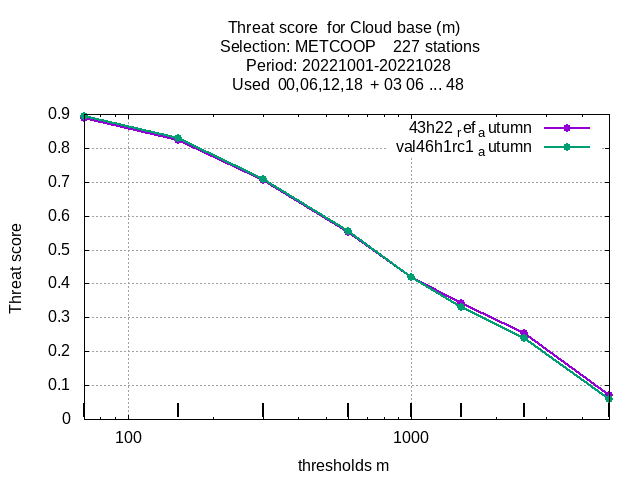 Threat score  for Cloud base (m)
Selection: METCOOP    227 stations
Period: 20221001-20221028
Used  00,06,12,18  + 03 06 ... 48
43h22 ref autumn
val46h1rc1 autumn
0.9
0.8
0.7
0.6
0.5
0.4
0.3
0.2
0.1
0
Threat score
100 1000
thresholds m